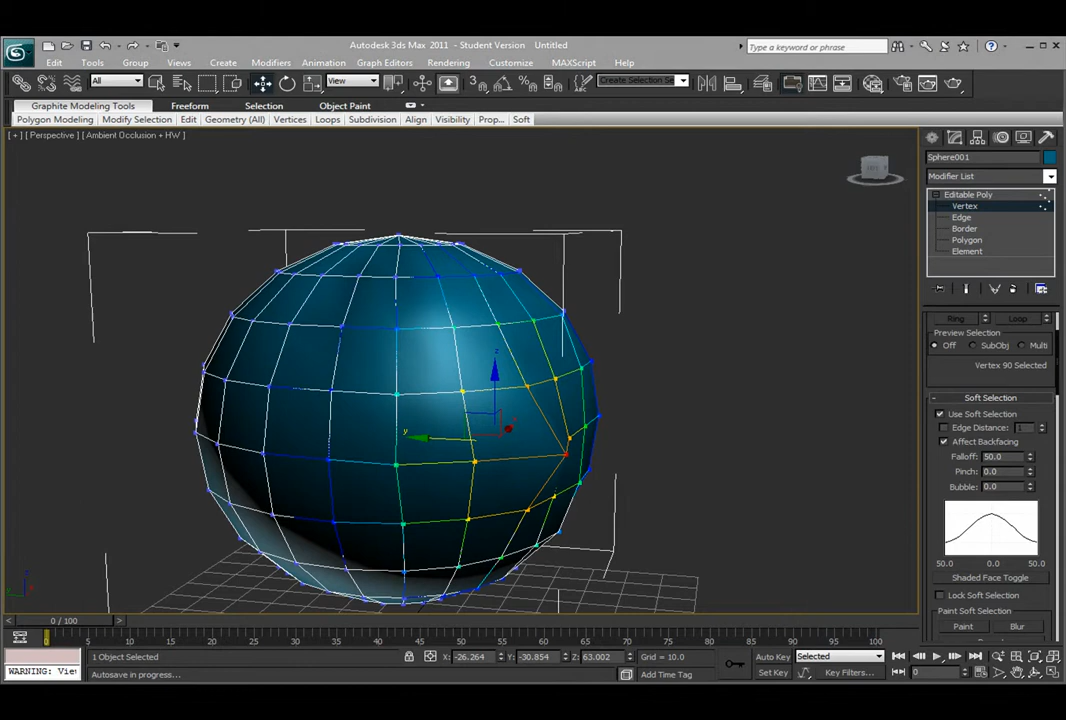 Autodesk 3ds Max 2011 - Student Version Untitled
Type a keyword or phrase
Edit Tools Group Views Create Modifiers Animation Graph Editors Rendering Customize MAXScript Help
All View Create Selection Se
Graphite Modeling Tools Freeform Selection Object Paint
Polygon Modeling Modify Selection Edit Geometry (All) Vertices Loops Subdivision Align Visibility Prop... Soft
[ + ] [ Perspective ] [ Ambient Occlusion + HW ]
Sphere001
Modifier List
Editable Poly
Vertex
Edge
Border
Polygon
Element
Ring Loop
Preview Selection
Off SubObj Multi
Vertex 90 Selected
Soft Selection
Use Soft Selection
Edge Distance: 1
Affect Backfacing
Falloff: 50.0
Pinch: 0.0
Bubble: 0.0
50.0 0.0 50.0
Shaded Face Toggle
Lock Soft Selection
Paint Soft Selection
Paint Blur
z
y
x
0 / 100
0 5 10 15 20 25 30 35 40 45 50 55 60 65 70 75 80 85 90 95 100
1 Object Selected X: -26.264 Y: -30.854 Z: 63.002 Grid = 10.0 Auto Key Selected
WARNING: Vie Autosave in progress... Add Time Tag Set Key Key Filters... 0